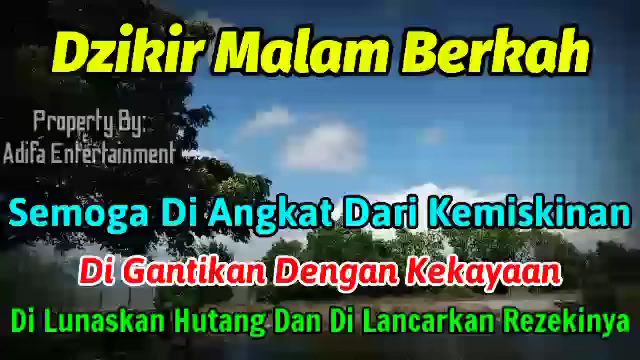 Dzikir Malam Berkah
Property By:
Adifa Entertainment
Semoga Di Angkat Dari Kemiskinan
Di Gantikan Dengan Kekayaan
Di Lunaskan Hutang Dan Di Lancarkan Rezekinya